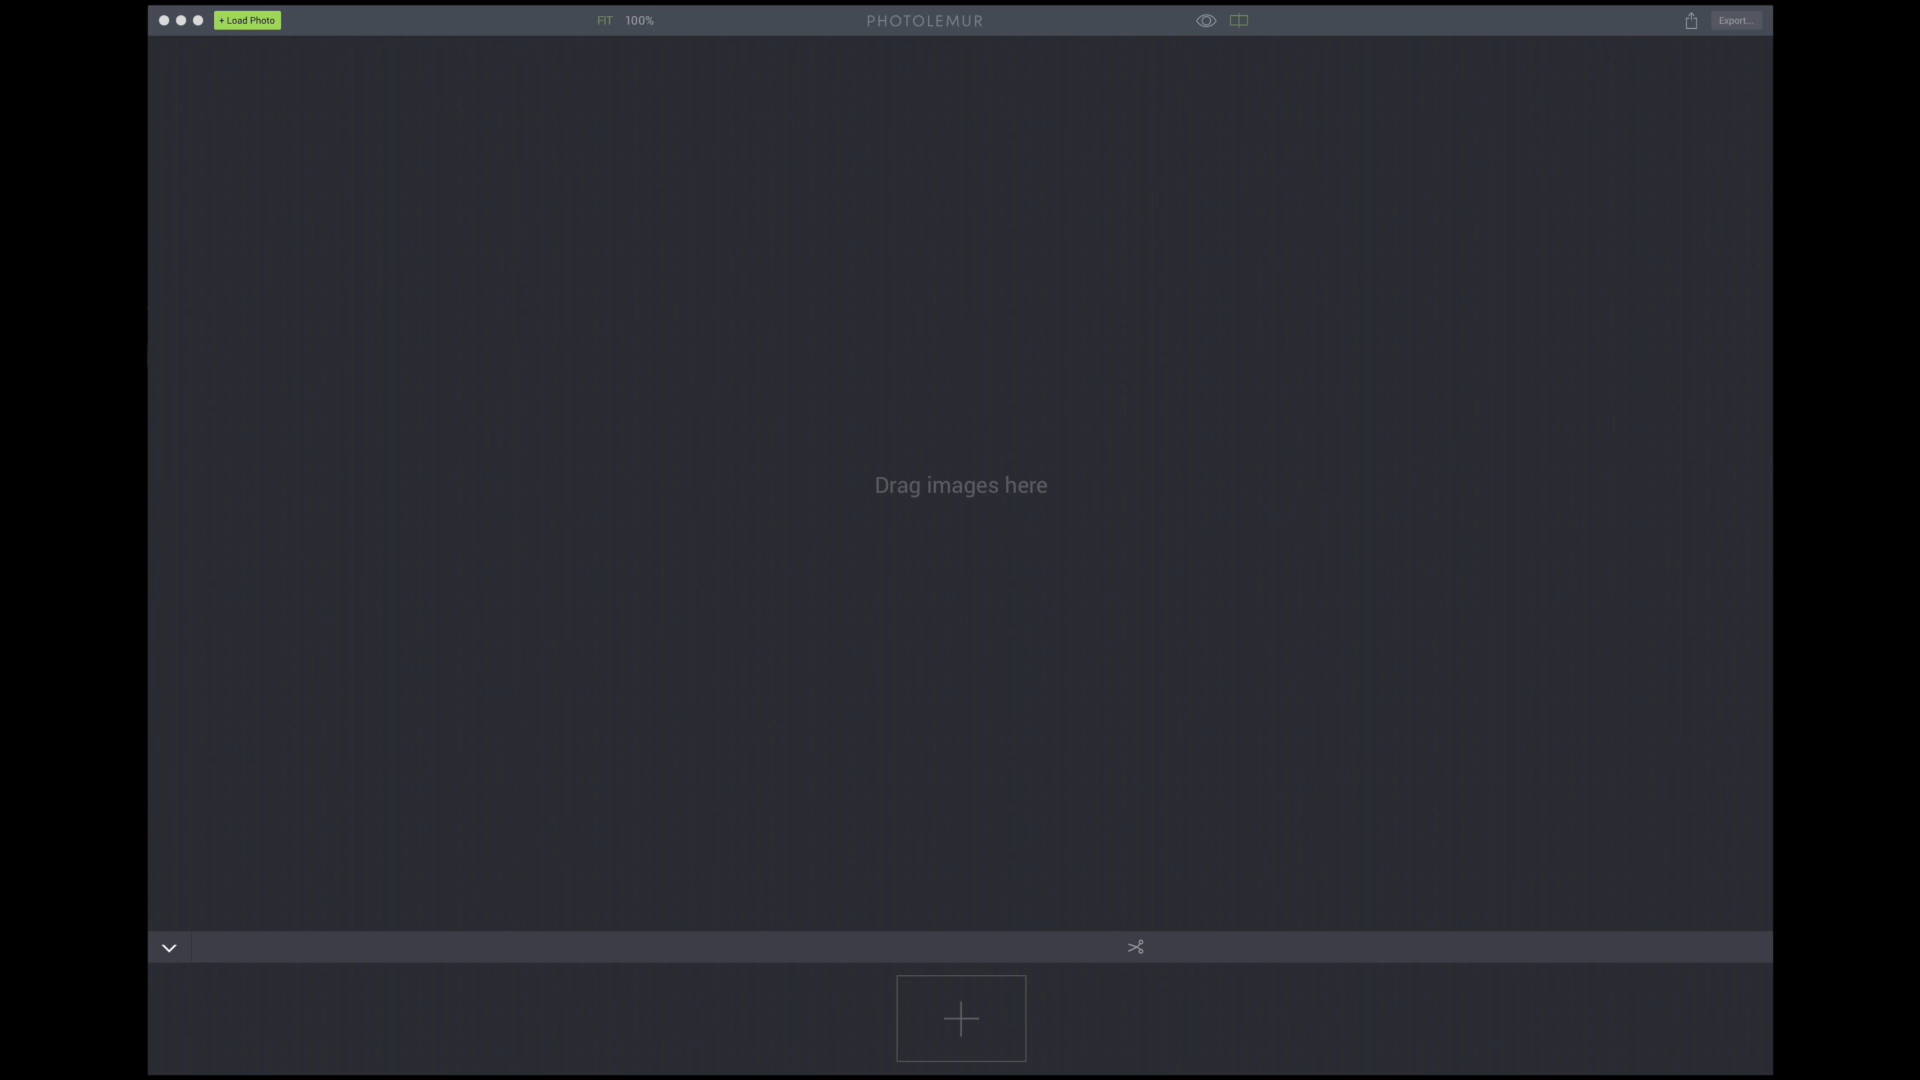 + Load Photo
FIT 100%
PHOTOLEMUR
Export...
Drag images here